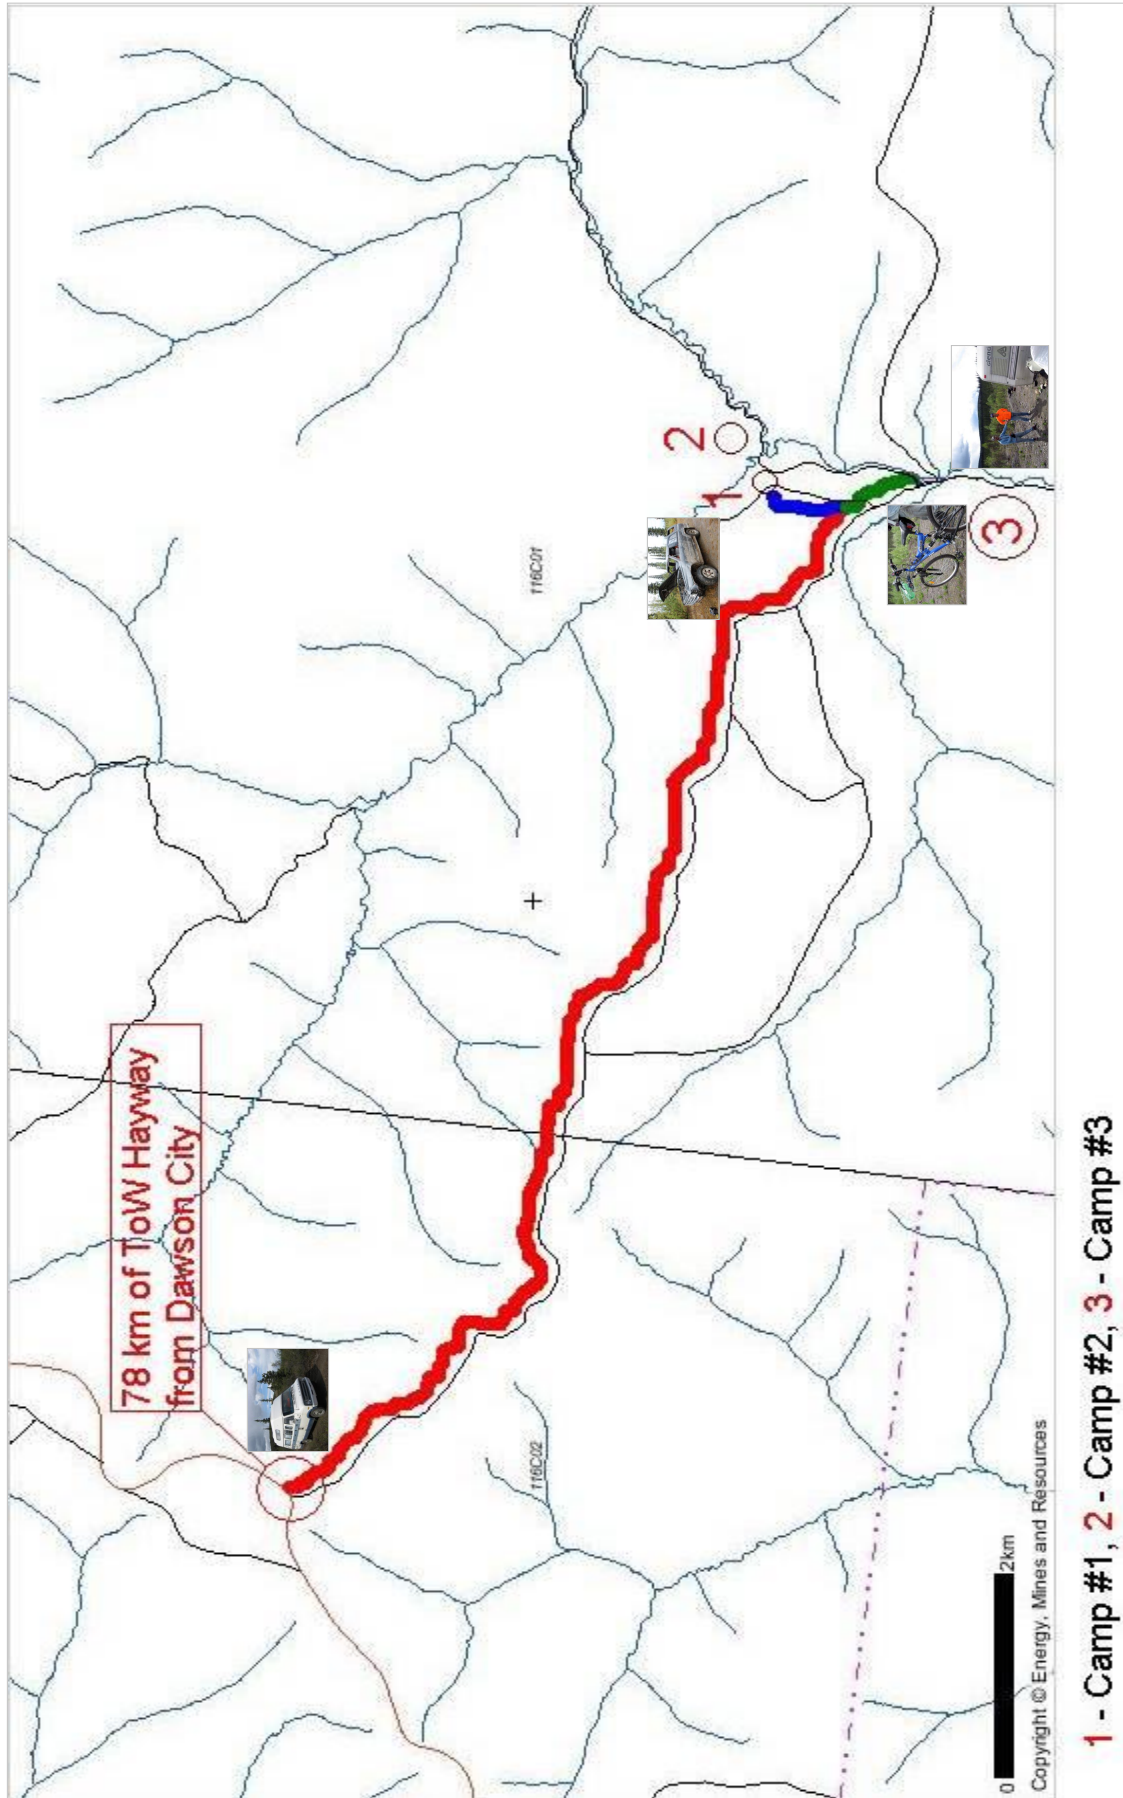 78 km of ToW Hayway
from Dawson City
116C01
116C02
1
2
3
0 2km
Copyright © Energy, Mines and Resources
1 - Camp #1, 2 - Camp #2, 3 - Camp #3